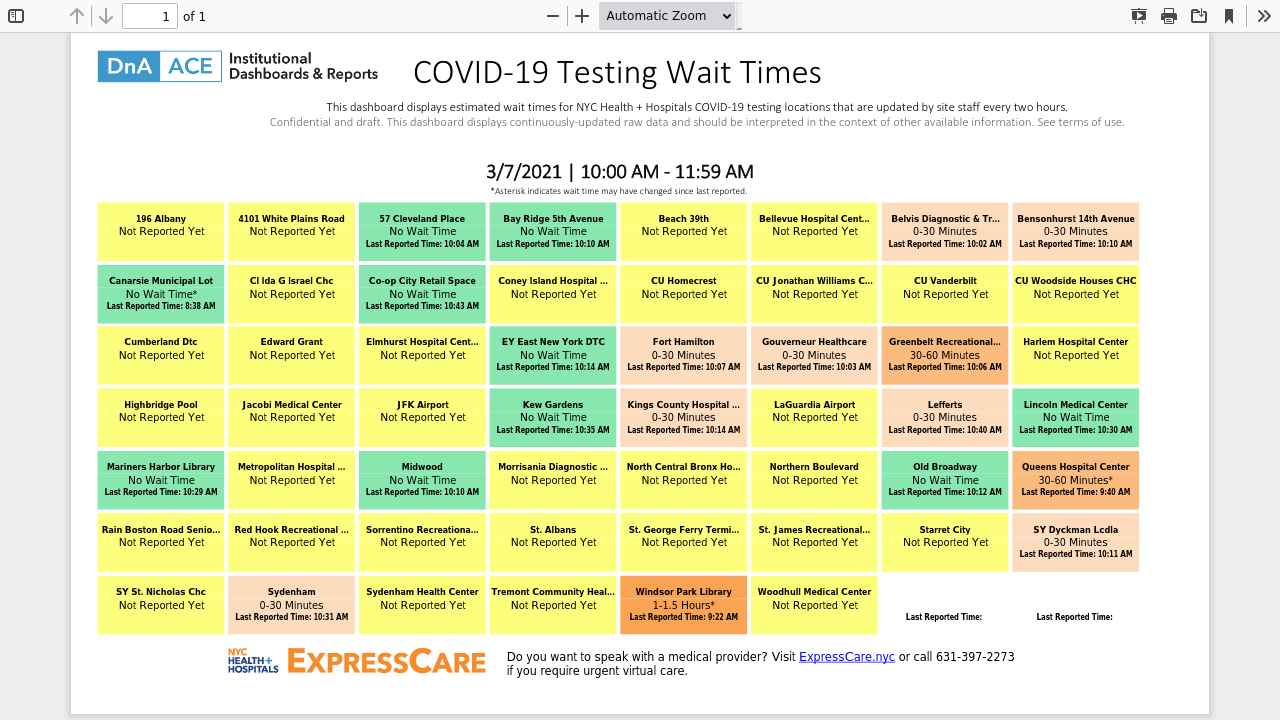 1 of 1 Automatic Zoom
DnA ACE Institutional
Dashboards & Reports
COVID-19 Testing Wait Times
This dashboard displays estimated wait times for NYC Health + Hospitals COVID-19 testing locations that are updated by site staff every two hours.
Confidential and draft. This dashboard displays continuously-updated raw data and should be interpreted in the context of other available information. See terms of use.
3/7/2021 | 10:00 AM - 11:59 AM
*Asterisk indicates wait time may have changed since last reported.
196 Albany
Not Reported Yet
4101 White Plains Road
Not Reported Yet
57 Cleveland Place
No Wait Time
Last Reported Time: 10:04 AM
Bay Ridge 5th Avenue
No Wait Time
Last Reported Time: 10:10 AM
Beach 39th
Not Reported Yet
Bellevue Hospital Cent...
Not Reported Yet
Belvis Diagnostic & Tr...
0-30 Minutes
Last Reported Time: 10:02 AM
Bensonhurst 14th Avenue
0-30 Minutes
Last Reported Time: 10:10 AM
Canarsie Municipal Lot
No Wait Time*
Last Reported Time: 8:38 AM
CI Ida G Israel Chc
Not Reported Yet
Co-op City Retail Space
No Wait Time
Last Reported Time: 10:43 AM
Coney Island Hospital ...
Not Reported Yet
CU Homecrest
Not Reported Yet
CU Jonathan Williams C...
Not Reported Yet
CU Vanderbilt
Not Reported Yet
CU Woodside Houses CHC
Not Reported Yet
Cumberland Dtc
Not Reported Yet
Edward Grant
Not Reported Yet
Elmhurst Hospital Cent...
Not Reported Yet
EY East New York DTC
No Wait Time
Last Reported Time: 10:14 AM
Fort Hamilton
0-30 Minutes
Last Reported Time: 10:07 AM
Gouverneur Healthcare
0-30 Minutes
Last Reported Time: 10:03 AM
Greenbelt Recreational...
30-60 Minutes
Last Reported Time: 10:06 AM
Harlem Hospital Center
Not Reported Yet
Highbridge Pool
Not Reported Yet
Jacobi Medical Center
Not Reported Yet
JFK Airport
Not Reported Yet
Kew Gardens
No Wait Time
Last Reported Time: 10:35 AM
Kings County Hospital ...
0-30 Minutes
Last Reported Time: 10:14 AM
LaGuardia Airport
Not Reported Yet
Lefferts
0-30 Minutes
Last Reported Time: 10:40 AM
Lincoln Medical Center
No Wait Time
Last Reported Time: 10:30 AM
Mariners Harbor Library
No Wait Time
Last Reported Time: 10:29 AM
Metropolitan Hospital ...
Not Reported Yet
Midwood
No Wait Time
Last Reported Time: 10:10 AM
Morrisania Diagnostic ...
Not Reported Yet
North Central Bronx Ho...
Not Reported Yet
Northern Boulevard
Not Reported Yet
Old Broadway
No Wait Time
Last Reported Time: 10:12 AM
Queens Hospital Center
30-60 Minutes*
Last Reported Time: 9:40 AM
Rain Boston Road Senio...
Not Reported Yet
Red Hook Recreational ...
Not Reported Yet
Sorrentino Recreationa...
Not Reported Yet
St. Albans
Not Reported Yet
St. George Ferry Termi...
Not Reported Yet
St. James Recreational...
Not Reported Yet
Starret City
Not Reported Yet
SY Dyckman Lcdla
0-30 Minutes
Last Reported Time: 10:11 AM
SY St. Nicholas Chc
Not Reported Yet
Sydenham
0-30 Minutes
Last Reported Time: 10:31 AM
Sydenham Health Center
Not Reported Yet
Tremont Community Heal...
Not Reported Yet
Windsor Park Library
1-1.5 Hours*
Last Reported Time: 9:22 AM
Woodhull Medical Center
Not Reported Yet
Last Reported Time:
Last Reported Time:
NYC
HEALTH+
HOSPITALS
EXPRESSCARE
Do you want to speak with a medical provider? Visit ExpressCare.nyc or call 631-397-2273
if you require urgent virtual care.